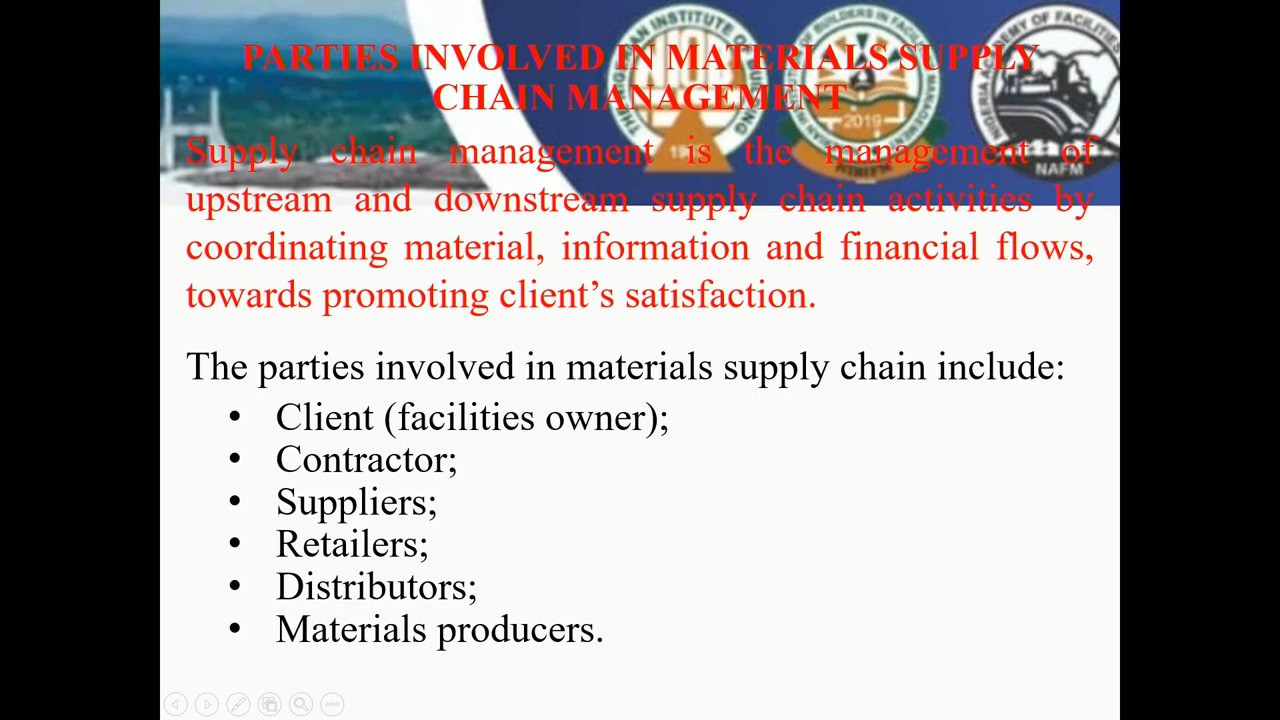 PARTIES INVOLVED IN MATERIALS SUPPLY
CHAIN MANAGEMENT
Supply chain management is the management of
upstream and downstream supply chain activities by
coordinating material, information and financial flows,
towards promoting client’s satisfaction.
The parties involved in materials supply chain include:
• Client (facilities owner);
• Contractor;
• Suppliers;
• Retailers;
• Distributors;
• Materials producers.
2019
NAFM